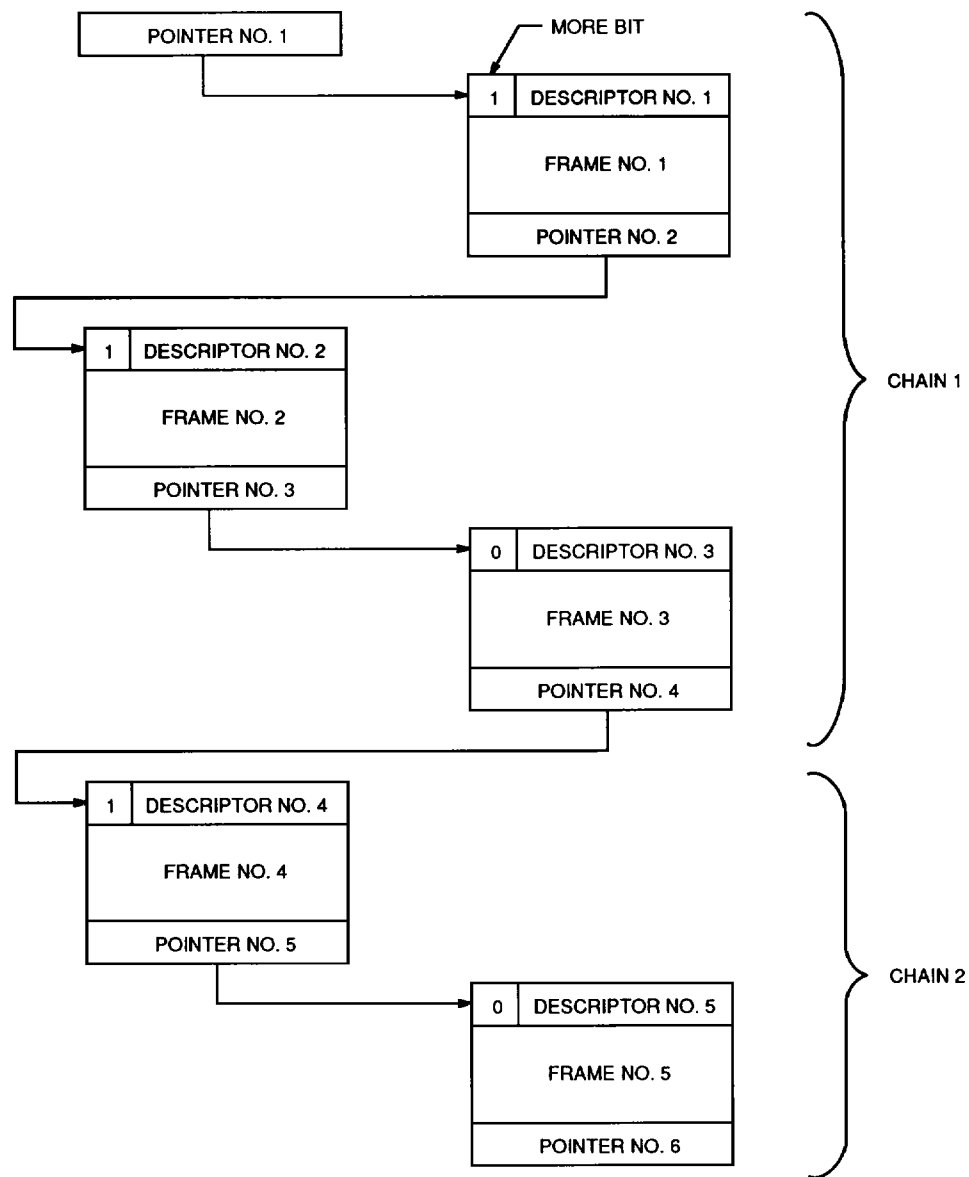 POINTER NO. 1
MORE BIT
1 DESCRIPTOR NO. 1
FRAME NO. 1
POINTER NO. 2
1 DESCRIPTOR NO. 2
FRAME NO. 2
POINTER NO. 3
CHAIN 1
0 DESCRIPTOR NO. 3
FRAME NO. 3
POINTER NO. 4
1 DESCRIPTOR NO. 4
FRAME NO. 4
POINTER NO. 5
CHAIN 2
0 DESCRIPTOR NO. 5
FRAME NO. 5
POINTER NO. 6